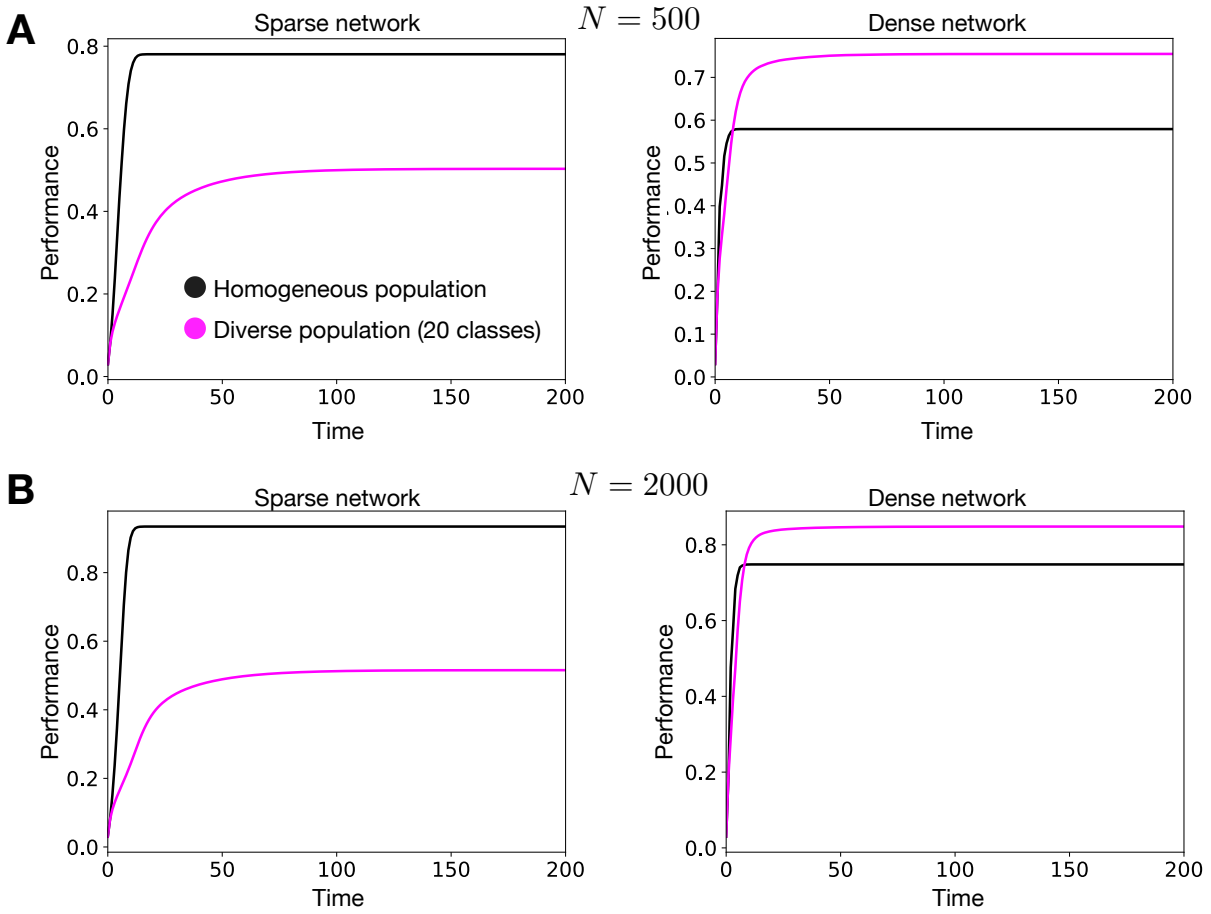 A
Sparse network
N = 500
Dense network
0.8
0.6
0.4
0.2
0.0
Performance
Homogeneous population
Diverse population (20 classes)
0
50
100
150
200
Time
0.7
0.6
0.5
0.4
0.3
0.2
0.1
0.0
Performance
0
50
100
150
200
Time
B
Sparse network
N = 2000
Dense network
0.8
0.6
0.4
0.2
0.0
Performance
0
50
100
150
200
Time
0.8
0.6
0.4
0.2
0.0
Performance
0
50
100
150
200
Time